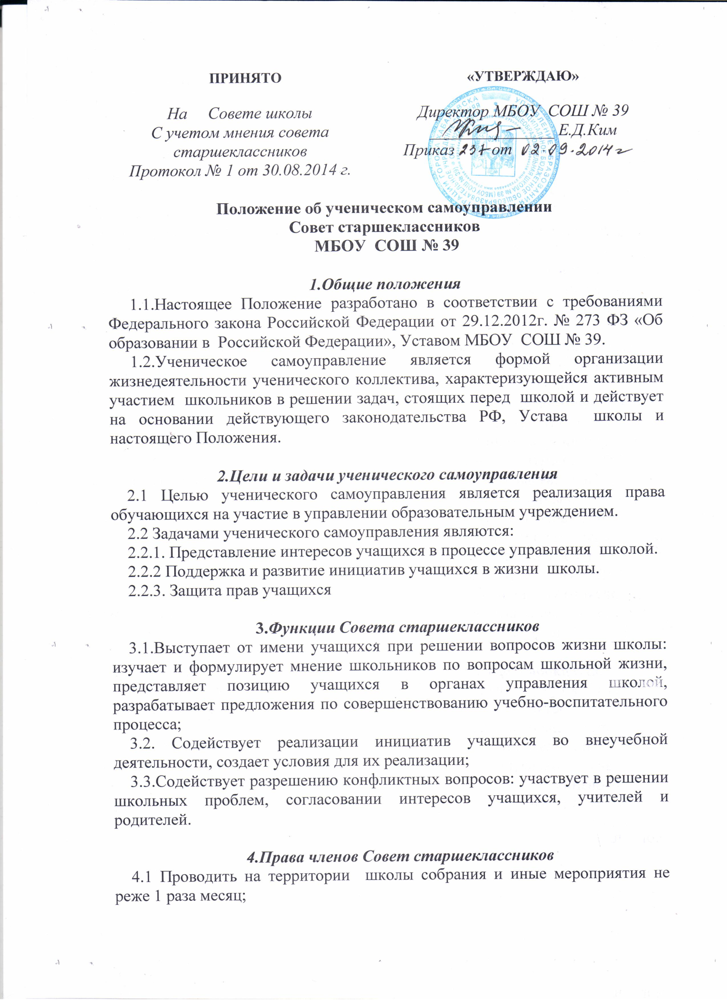 ПРИНЯТО
На Совете школы
С учетом мнения совета
старшеклассников
Протокол № 1 от 30.08.2014 г.
«УТВЕРЖДАЮ»
Директор МБОУ СОШ № 39
Е.Д.Ким
Приказ 237 от 02.09.2014 г
Положение об ученическом самоуправлении
Совет старшеклассников
МБОУ СОШ № 39
1.Общие положения
1.1.Настоящее Положение разработано в соответствии с требованиями
Федерального закона Российской Федерации от 29.12.2012г. № 273 ФЗ «Об
образовании в Российской Федерации», Уставом МБОУ СОШ № 39.
1.2.Ученическое самоуправление является формой организации
жизнедеятельности ученического коллектива, характеризующейся активным
участием школьников в решении задач, стоящих перед школой и действует
на основании действующего законодательства РФ, Устава школы и
настоящего Положения.
2.Цели и задачи ученического самоуправления
2.1 Целью ученического самоуправления является реализация права
обучающихся на участие в управлении образовательным учреждением.
2.2 Задачами ученического самоуправления являются:
2.2.1. Представление интересов учащихся в процессе управления школой.
2.2.2 Поддержка и развитие инициатив учащихся в жизни школы.
2.2.3. Защита прав учащихся
3.Функции Совета старшеклассников
3.1.Выступает от имени учащихся при решении вопросов жизни школы:
изучает и формулирует мнение школьников по вопросам школьной жизни,
представляет позицию учащихся в органах управления школой,
разрабатывает предложения по совершенствованию учебно-воспитательного
процесса;
3.2. Содействует реализации инициатив учащихся во внеучебной
деятельности, создает условия для их реализации;
3.3.Содействует разрешению конфликтных вопросов: участвует в решении
школьных проблем, согласовании интересов учащихся, учителей и
родителей.
4.Права членов Совет старшеклассников
4.1 Проводить на территории школы собрания и иные мероприятия не
реже 1 раза месяц;